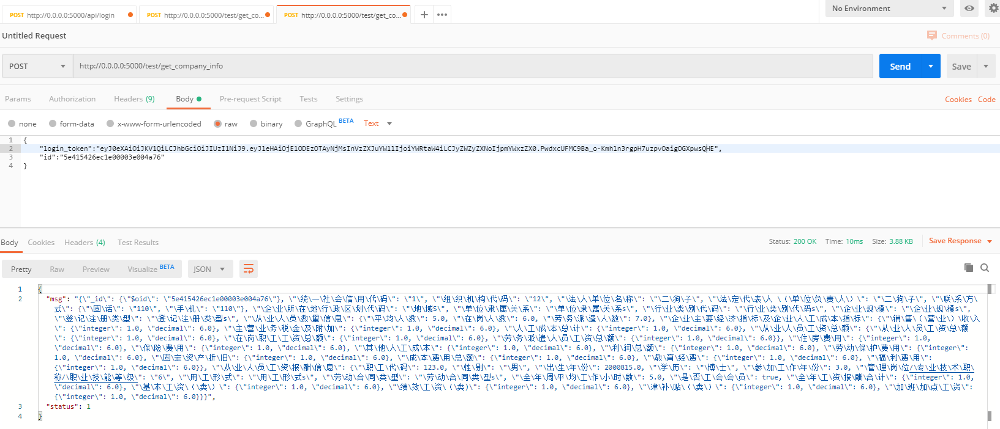 POST http://0.0.0.0:5000/api/login
POST http://0.0.0.0:5000/test/get_co...
POST http://0.0.0.0:5000/test/get_co...
No Environment
Untitled Request
Comments (0)
POST http://0.0.0.0:5000/test/get_company_info Send Save
Params Authorization Headers (9) Body Pre-request Script Tests Settings Cookies Code
none form-data x-www-form-urlencoded raw binary GraphQL BETA Text
1 {
2 "login_token":"eyJ0eXAiOiJKV1QiLCJhbGciOiJIUzI1NiJ9.eyJleHAiOjE1ODEzOTAyNjMsInVzZXJuYW1lIjoiYWRtaW4iLCJyZWZyZXNoIjpmYWxzZX0.PwdxcUFMC9Ba_o-Kmhln3rgpH7uzpvOaigOGXpwsQHE",
3 "id":"5e415426ec1e00003e004a76"
4 }
Body Cookies Headers (4) Test Results Status: 200 OK Time: 10ms Size: 3.88 KB Save Response
Pretty Raw Preview Visualize BETA JSON
1 {
2 "msg": "{\"_id\": {\"$oid\": \"5e415426ec1e00003e004a76\"}, \"\统\一\社\会\信\用\代\码\": \"1\", \"\组\织\机\构\代\码\": \"12\", \"\法\人\单\位\名\称\": \"\二\狗\子\", \"\法\定\代\表\人 \(\单\位\负\责\人\)\": \"\二\狗\子\", \"\联\系\方\
式\": {\"\固\话\": \"110\", \"\手\机\": \"110\"}, \"\企\业\所\在\地\行\政\区\划\代\码\": \"\地\域S\", \"\单\位\隶\属\关\系\": \"\单\位\隶\属\关\系s\", \"\行\业\类\别\代\码\": \"\行\业\类\别\代\码s\", \"\企\业\规\模\": \"\企\业\规\模s\",
\"\登\记\注\册\类\型\": \"\登\记\注\册\类\型s\", \"\从\业\人\员\数\量\信\息\": {\"\平\均\人\数\": 5.0, \"\在\岗\人\数\": 6.0, \"\劳\务\派\遣\人\数\": 7.0}, \"\企\业\主\要\经\济\指\标\及\企\业\人\工\成\本\指\标\": {\"\销\售\(\营\业\)\收\入\
\": {\"integer\": 1.0, \"decimal\": 6.0}, \"\主\营\业\务\税\金\及\附\加\": {\"integer\": 1.0, \"decimal\": 6.0}, \"\人\工\成\本\总\计\": {\"integer\": 1.0, \"decimal\": 6.0}, \"\从\业\人\员\工\资\总\额\": {\"\从\业\人\员\工\资\总\额
\": {\"integer\": 1.0, \"decimal\": 6.0}, \"\在\岗\职\工\工\资\总\额\": {\"integer\": 1.0, \"decimal\": 6.0}, \"\劳\务\派\遣\人\员\工\资\总\额\": {\"integer\": 1.0, \"decimal\": 6.0}}, \"\住\房\费\用\": {\"integer\": 1.0,
\"decimal\": 6.0}, \"\保\险\费\用\": {\"integer\": 1.0, \"decimal\": 6.0}, \"\其\他\人\工\成\本\": {\"integer\": 1.0, \"decimal\": 6.0}, \"\利\润\总\额\": {\"integer\": 1.0, \"decimal\": 6.0}, \"\劳\动\保\护\费\用\": {\"integer\":
1.0, \"decimal\": 6.0}, \"\固\定\资\产\折\旧\": {\"integer\": 1.0, \"decimal\": 6.0}, \"\成\本\费\用\总\额\": {\"integer\": 1.0, \"decimal\": 6.0}, \"\教\育\经\费\": {\"integer\": 1.0, \"decimal\": 6.0}, \"\福\利\费\用\":
{\"integer\": 1.0, \"decimal\": 6.0}}, \"\从\业\人\员\工\资\报\酬\信\息\": {\"\职\工\代\码\": 123.0, \"\性\别\": \"\男\", \"\出\生\年\份\": 2000815.0, \"\学\历\": \"\博\士\", \"\参\加\工\作\年\份\": 3.0, \"\管\理\岗\位/\专\业\技\术\职\
称/\职\业\技\能\等\级\": \"6\", \"\用\工\形\式\": \"\用\工\形\式s\", \"\劳\动\合\同\类\型\": \"\劳\动\合\同\类\型s\", \"\全\年\周\平\均\工\作\小\时\数\": 5.0, \"\是\否\工\会\会\员\": true, \"\全\年\工\资\报\酬\合\计\": {\"integer\": 1.0,
\"decimal\": 6.0}, \"\基\本\工\资\(\类\)\": {\"integer\": 1.0, \"decimal\": 6.0}, \"\绩\效\工\资\(\类)\": {\"integer\": 1.0, \"decimal\": 6.0}, \"\津\补\贴\(\类\)\": {\"integer\": 1.0, \"decimal\": 6.0}, \"\加\班\加\点\工\资\":
{\"integer\": 1.0, \"decimal\": 6.0}}}",
3 "status": 1
4 }